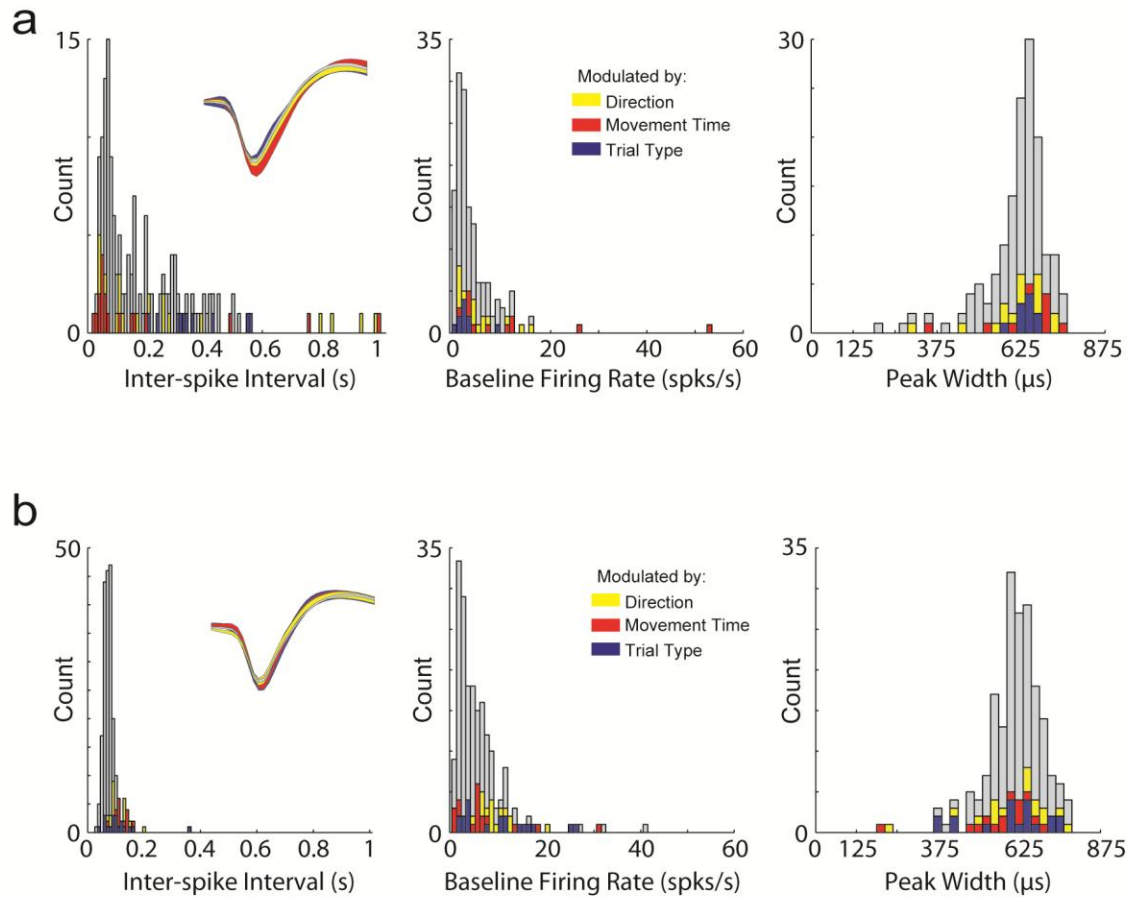 a
15
Count
0
0
0.2
0.4
0.6
0.8
1
Inter-spike Interval (s)
35
Count
0
0
20
40
60
Baseline Firing Rate (spks/s)
Modulated by:
Direction
Movement Time
Trial Type
30
Count
0
0
125
375
625
875
Peak Width (μs)
b
50
Count
0
0
0.2
0.4
0.6
0.8
1
Inter-spike Interval (s)
35
Count
0
0
20
40
60
Baseline Firing Rate (spks/s)
Modulated by:
Direction
Movement Time
Trial Type
35
Count
0
0
125
375
625
875
Peak Width (μs)